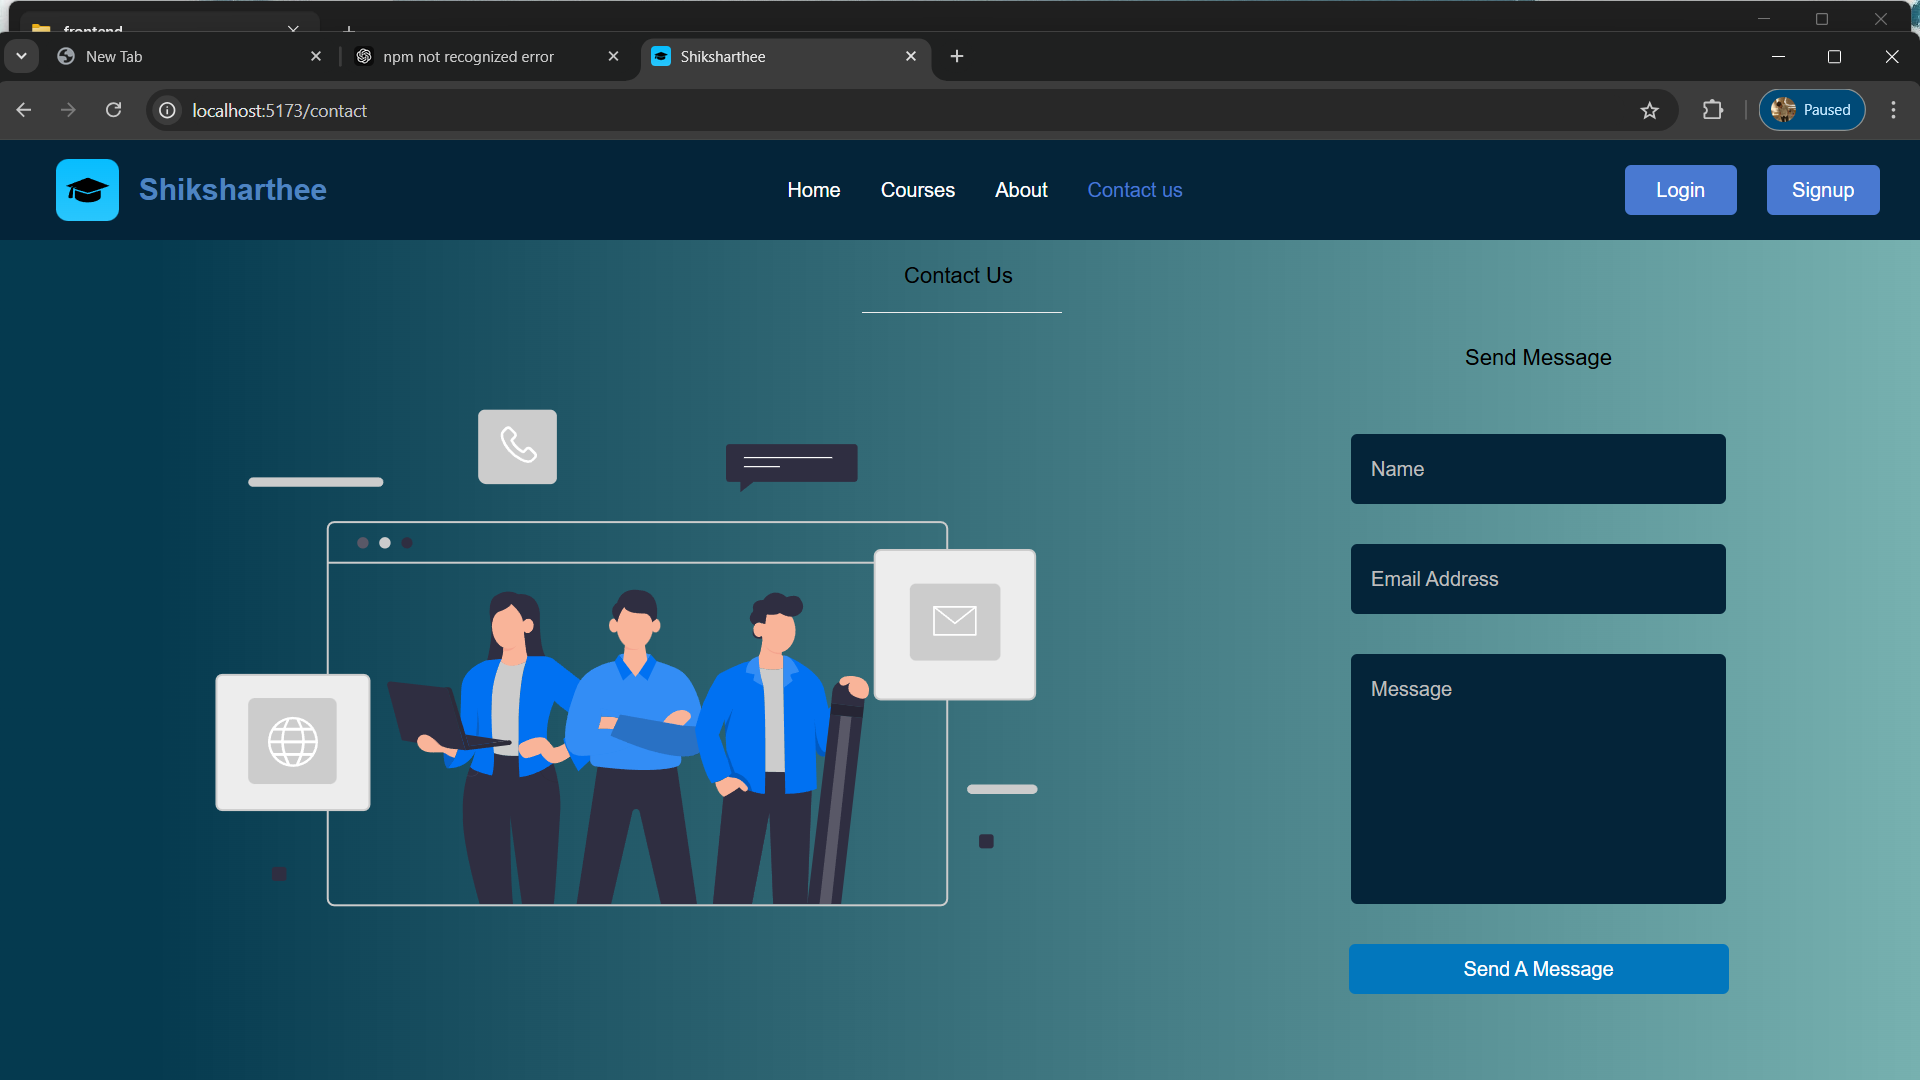 frontend
New Tab
npm not recognized error
Shiksharthee
localhost:5173/contact
Paused
Shiksharthee
Home
Courses
About
Contact us
Login
Signup
Contact Us
Send Message
Name
Email Address
Message
Send A Message